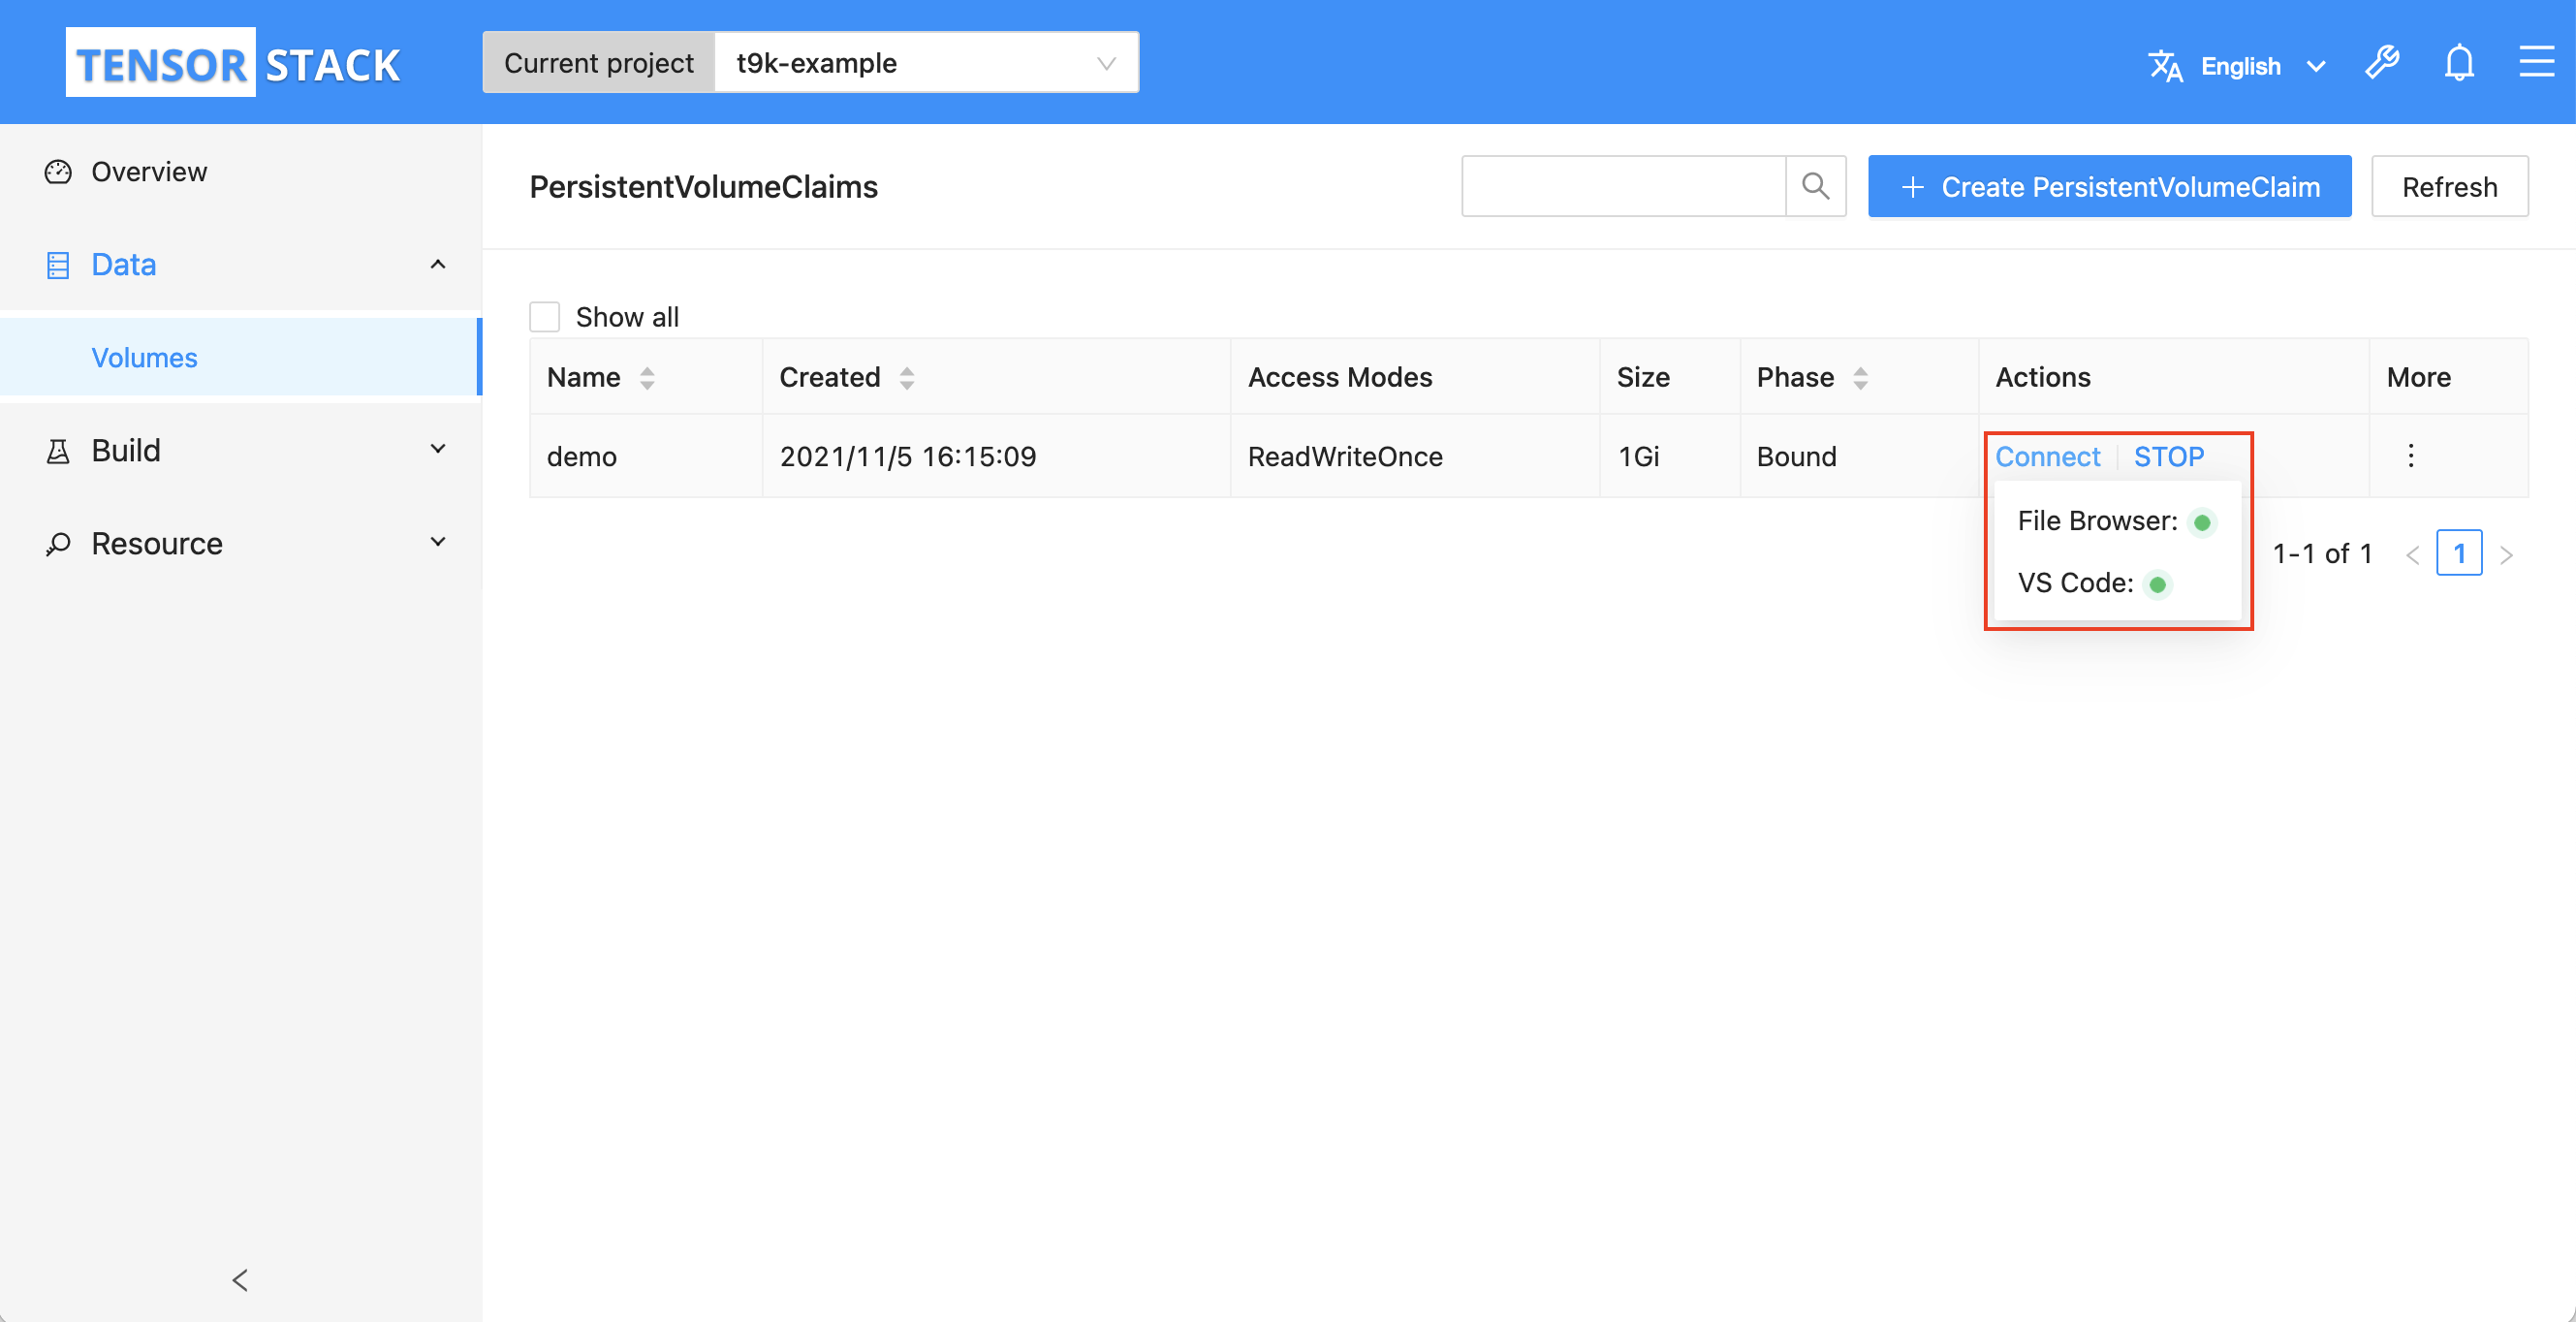 TENSOR STACK
Current project t9k-example
English
Overview
Data
Volumes
Build
Resource
PersistentVolumeClaims
Create PersistentVolumeClaim
Refresh
Show all
Name Created Access Modes Size Phase Actions More
demo 2021/11/5 16:15:09 ReadWriteOnce 1Gi Bound Connect STOP
File Browser:
VS Code:
1-1 of 1 < 1 >